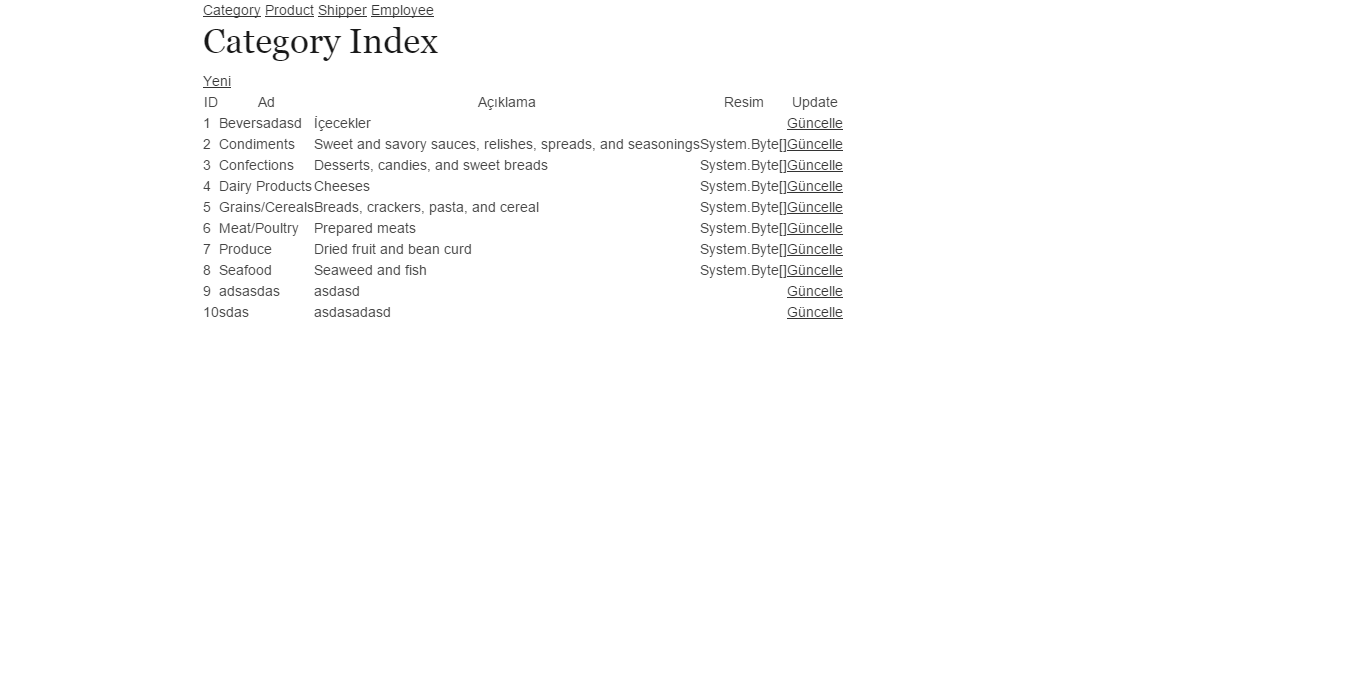 Category Product Shipper Employee
Category Index
Yeni
ID Ad Açıklama Resim Update
1 Beversadasd İçecekler Güncelle
2 Condiments Sweet and savory sauces, relishes, spreads, and seasonings System.Byte[] Güncelle
3 Confections Desserts, candies, and sweet breads System.Byte[] Güncelle
4 Dairy Products Cheeses System.Byte[] Güncelle
5 Grains/Cereals Breads, crackers, pasta, and cereal System.Byte[] Güncelle
6 Meat/Poultry Prepared meats System.Byte[] Güncelle
7 Produce Dried fruit and bean curd System.Byte[] Güncelle
8 Seafood Seaweed and fish System.Byte[] Güncelle
9 adsasdas asdasd Güncelle
10 sdas asdasadasd Güncelle